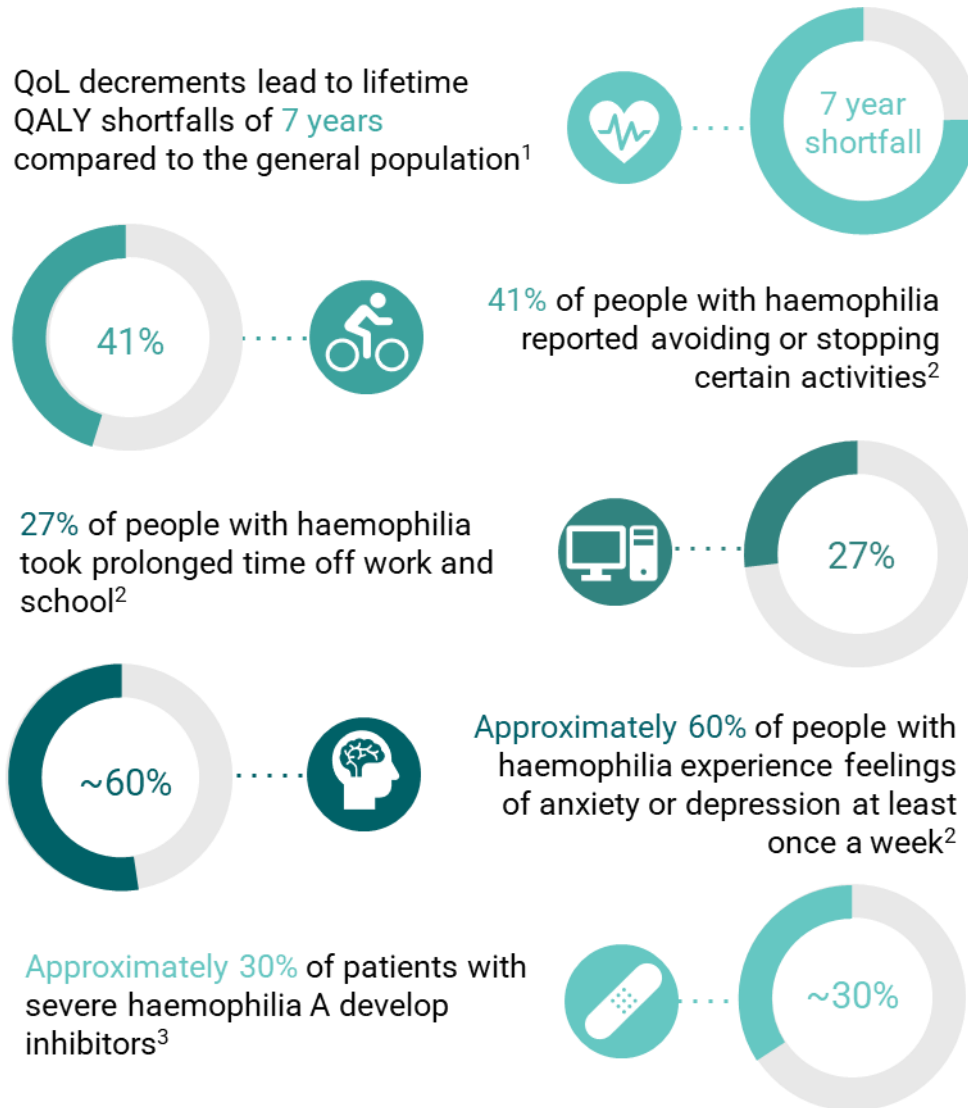 QoL decrements lead to lifetime
QALY shortfalls of 7 years
compared to the general population¹
7 year
shortfall
41%
41% of people with haemophilia
reported avoiding or stopping
certain activities²
27% of people with haemophilia
took prolonged time off work and
school²
27%
~60%
Approximately 60% of people with
haemophilia experience feelings
of anxiety or depression at least
once a week²
Approximately 30% of patients with
severe haemophilia A develop
inhibitors³
~30%